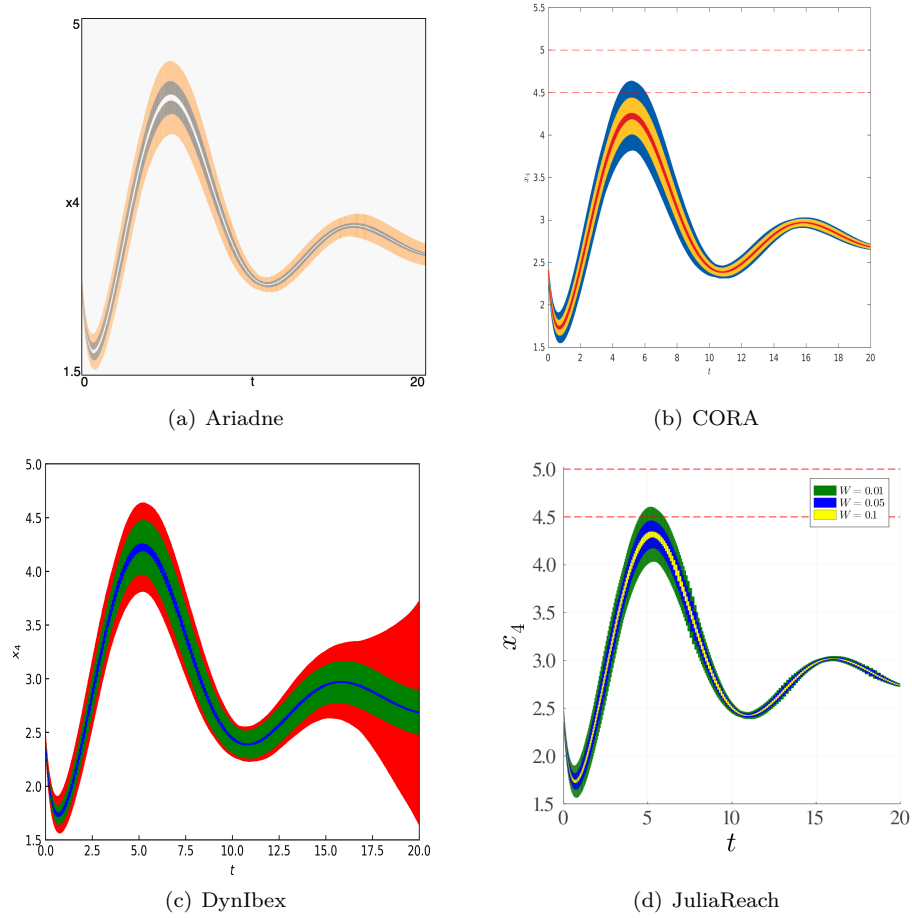 5
x4
1.5
0
t
20
(a) Ariadne
5.5
5
4.5
4
3.5
3
2.5
2
1.5
x₄
0 2 4 6 8 10 12 14 16 18 20
t
(b) CORA
5.0
4.5
4.0
3.5
3.0
2.5
2.0
1.5
x₄
0.0 2.5 5.0 7.5 10.0 12.5 15.0 17.5 20.0
t
(c) DynIbex
5.0
4.5
4.0
3.5
3.0
2.5
2.0
1.5
x₄
W = 0.01
W = 0.05
W = 0.1
0 5 10 15 20
t
(d) JuliaReach